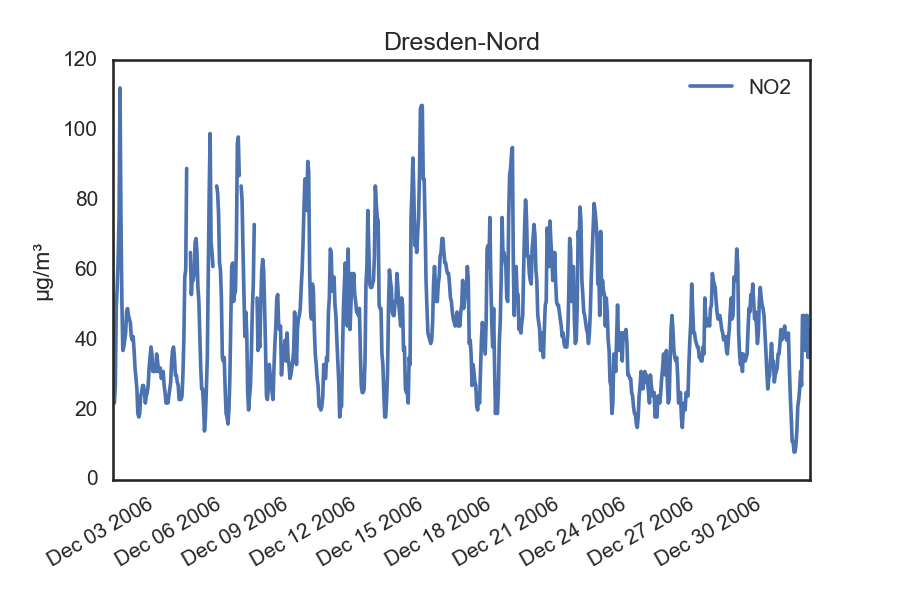 Dresden-Nord
120
100
80
60
40
20
0
µg/m³
NO2
Dec 03 2006
Dec 06 2006
Dec 09 2006
Dec 12 2006
Dec 15 2006
Dec 18 2006
Dec 21 2006
Dec 24 2006
Dec 27 2006
Dec 30 2006